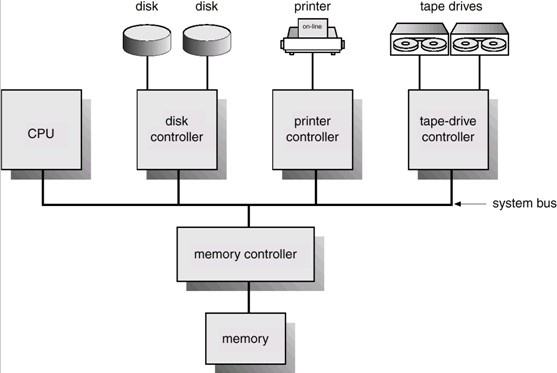 disk
disk
printer
tape drives
on-line
CPU
disk
controller
printer
controller
tape-drive
controller
system bus
memory controller
memory